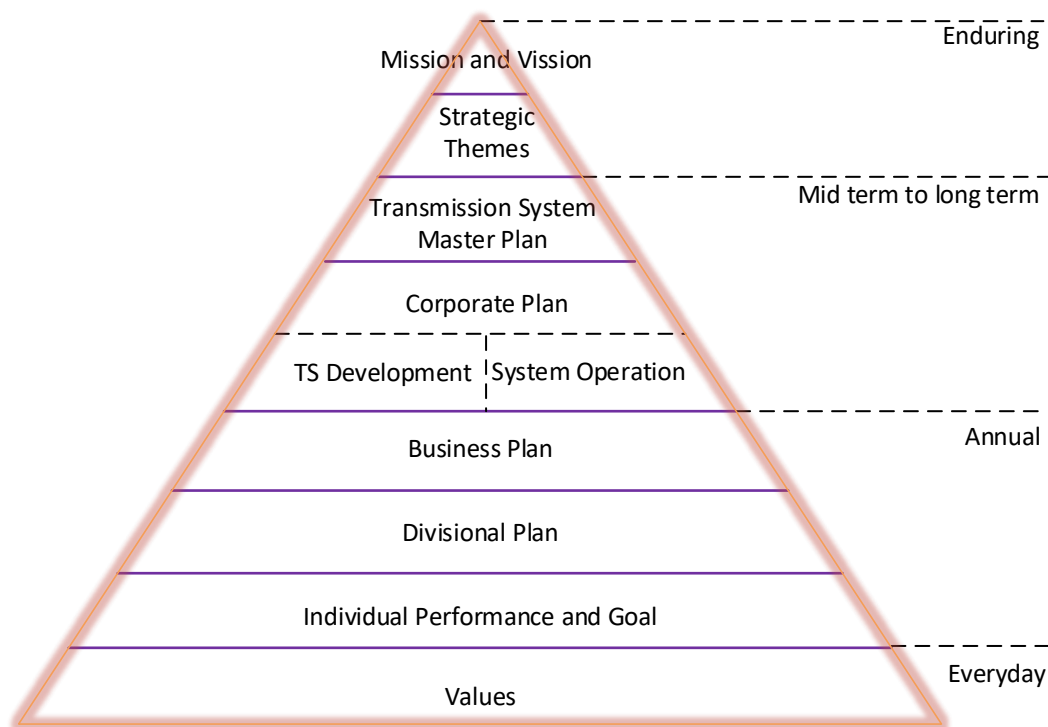 Enduring
Mission and Vission
Strategic
Themes
Mid term to long term
Transmission System
Master Plan
Corporate Plan
TS Development
System Operation
Annual
Business Plan
Divisional Plan
Individual Performance and Goal
Everyday
Values